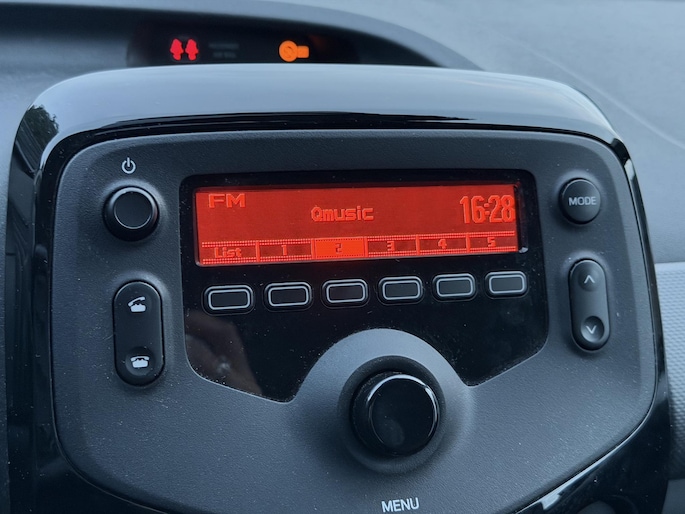 FM
Qmusic
16:28
List 1 2 3 4 5
MODE
MENU